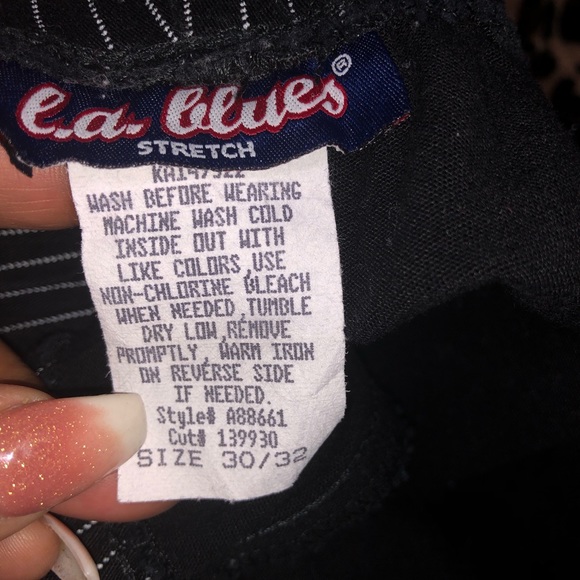 l.a. blues®
STRETCH
WASH BEFORE WEARING
MACHINE WASH COLD
INSIDE OUT WITH
LIKE COLORS,USE
NON-CHLORINE BLEACH
WHEN NEEDED,TUMBLE
DRY LOW,REMOVE
PROMPTLY, WARM IRON
ON REVERSE SIDE
IF NEEDED.
Style# A88661
Cut# 139930
SIZE 30/32